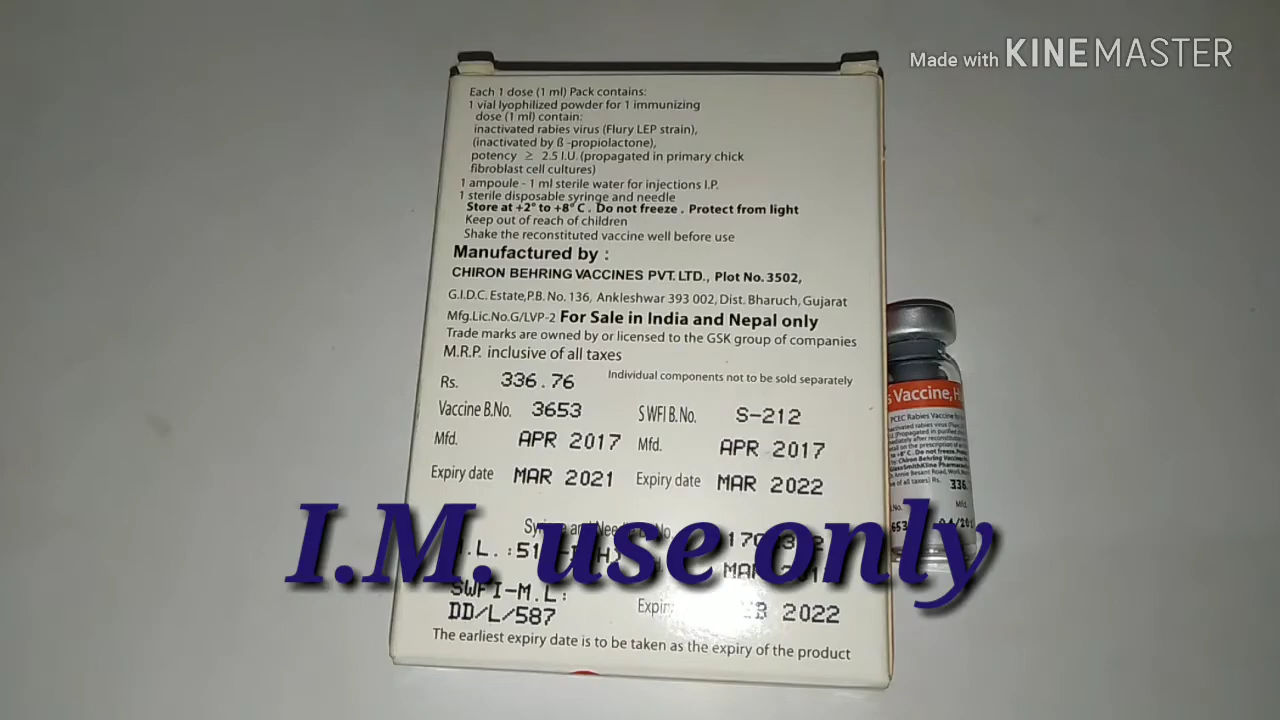 Made with KINEMASTER
Each 1 dose (1 ml) Pack contains:
1 vial lyophilized powder for 1 immunizing
dose (1 ml) contain:
inactivated rabies virus (Flury LEP strain),
(inactivated by ß -propiolactone),
potency ≥ 2.5 I.U. (propagated in primary chick
fibroblast cell cultures)
1 ampoule - 1 ml sterile water for injections I.P.
1 sterile disposable syringe and needle
Store at +2° to +8° C . Do not freeze . Protect from light
Keep out of reach of children
Shake the reconstituted vaccine well before use
Manufactured by :
CHIRON BEHRING VACCINES PVT. LTD., Plot No. 3502,
G.I.D.C. Estate,P.B. No. 136, Ankleshwar 393 002, Dist. Bharuch, Gujarat
Mfg.Lic.No.G/LVP-2 For Sale in India and Nepal only
Trade marks are owned by or licensed to the GSK group of companies
M.R.P. inclusive of all taxes
Rs. 336.76 Individual components not to be sold separately
Vaccine B.No. 3653 SWFI B.No. S-212
Mfd. APR 2017 Mfd. APR 2017
Expiry date MAR 2021 Expiry date MAR 2022
I.M. use only
SWFI-M.L:
DD/L/587 2022
The earliest expiry date is to be taken as the expiry of the product
Vaccine,
PCEC Rabies Vaccine
336.
Mfd.